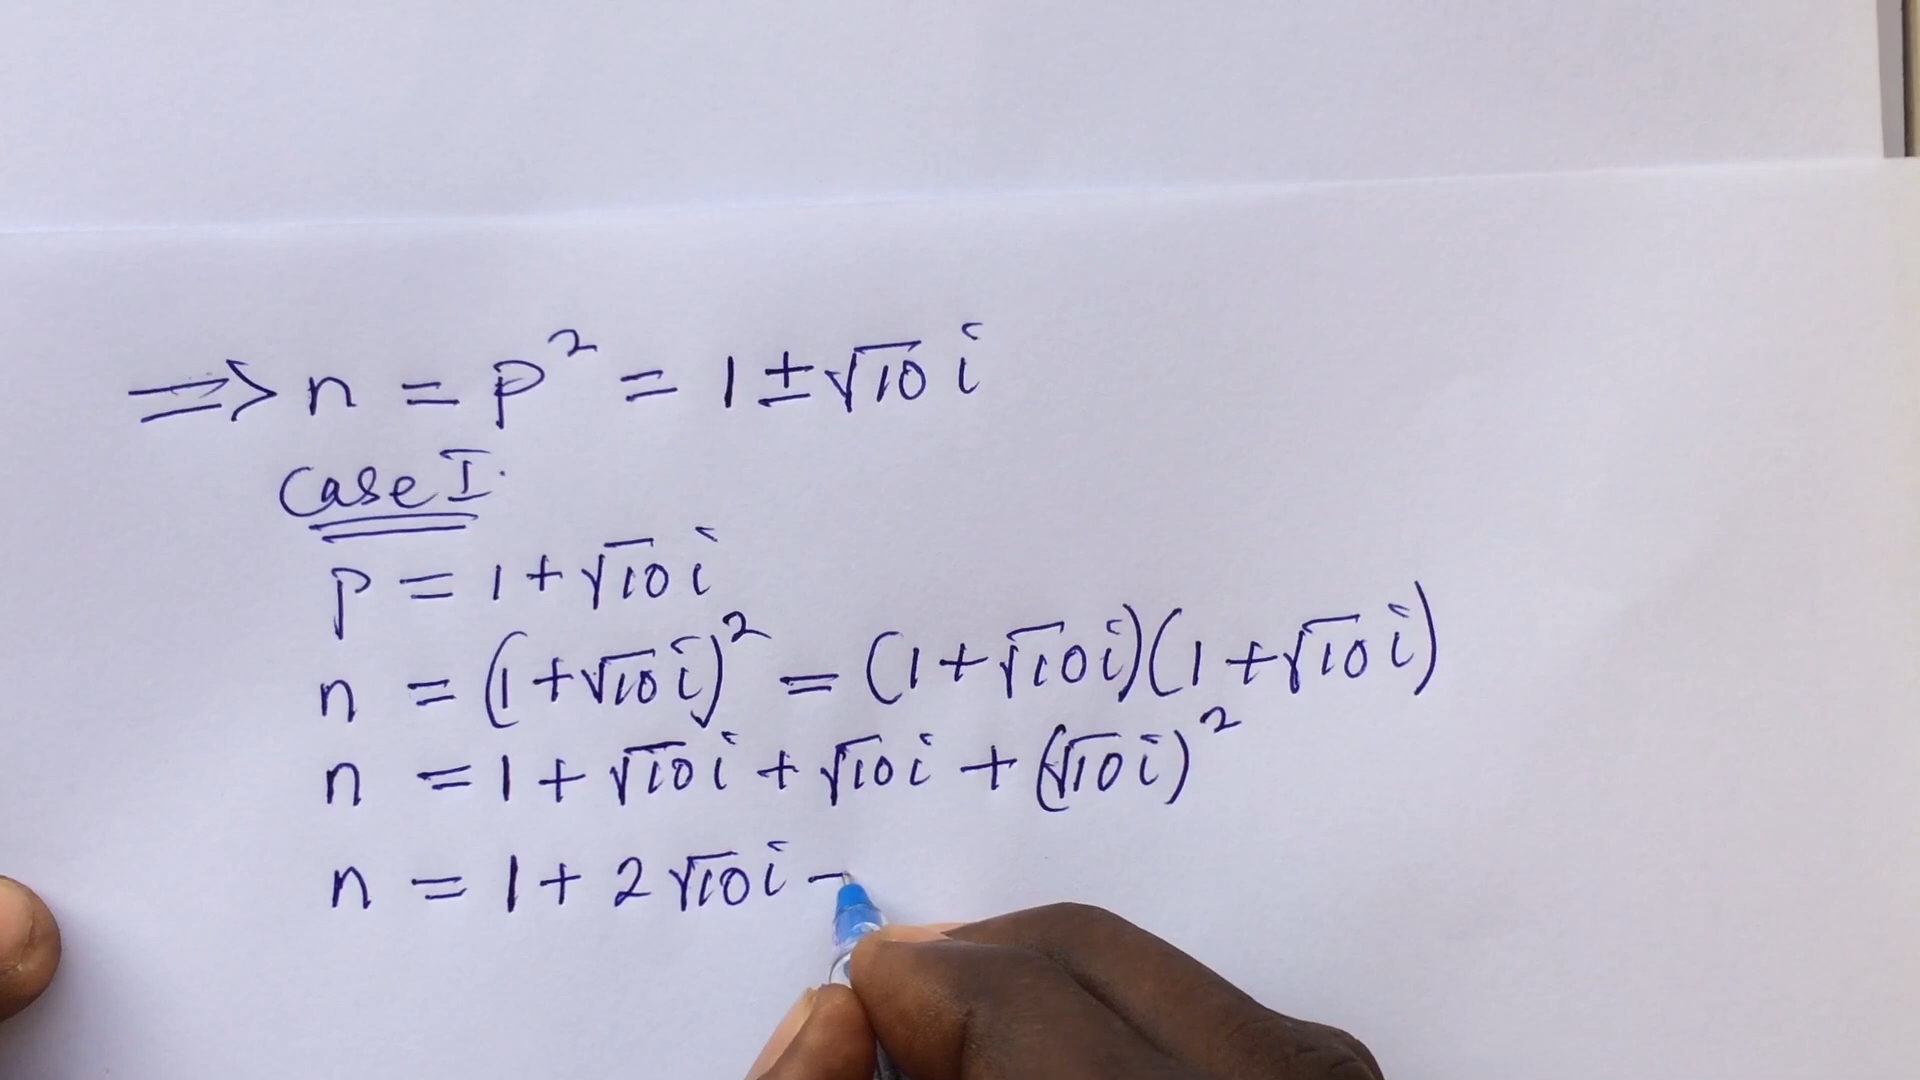 ⟹ n = p² = 1 ± √10 i
Case I.
p = 1 + √10 i
n = (1 + √10 i)² = (1 + √10 i)(1 + √10 i)
n = 1 + √10 i + √10 i + (√10 i)²
n = 1 + 2√10 i -